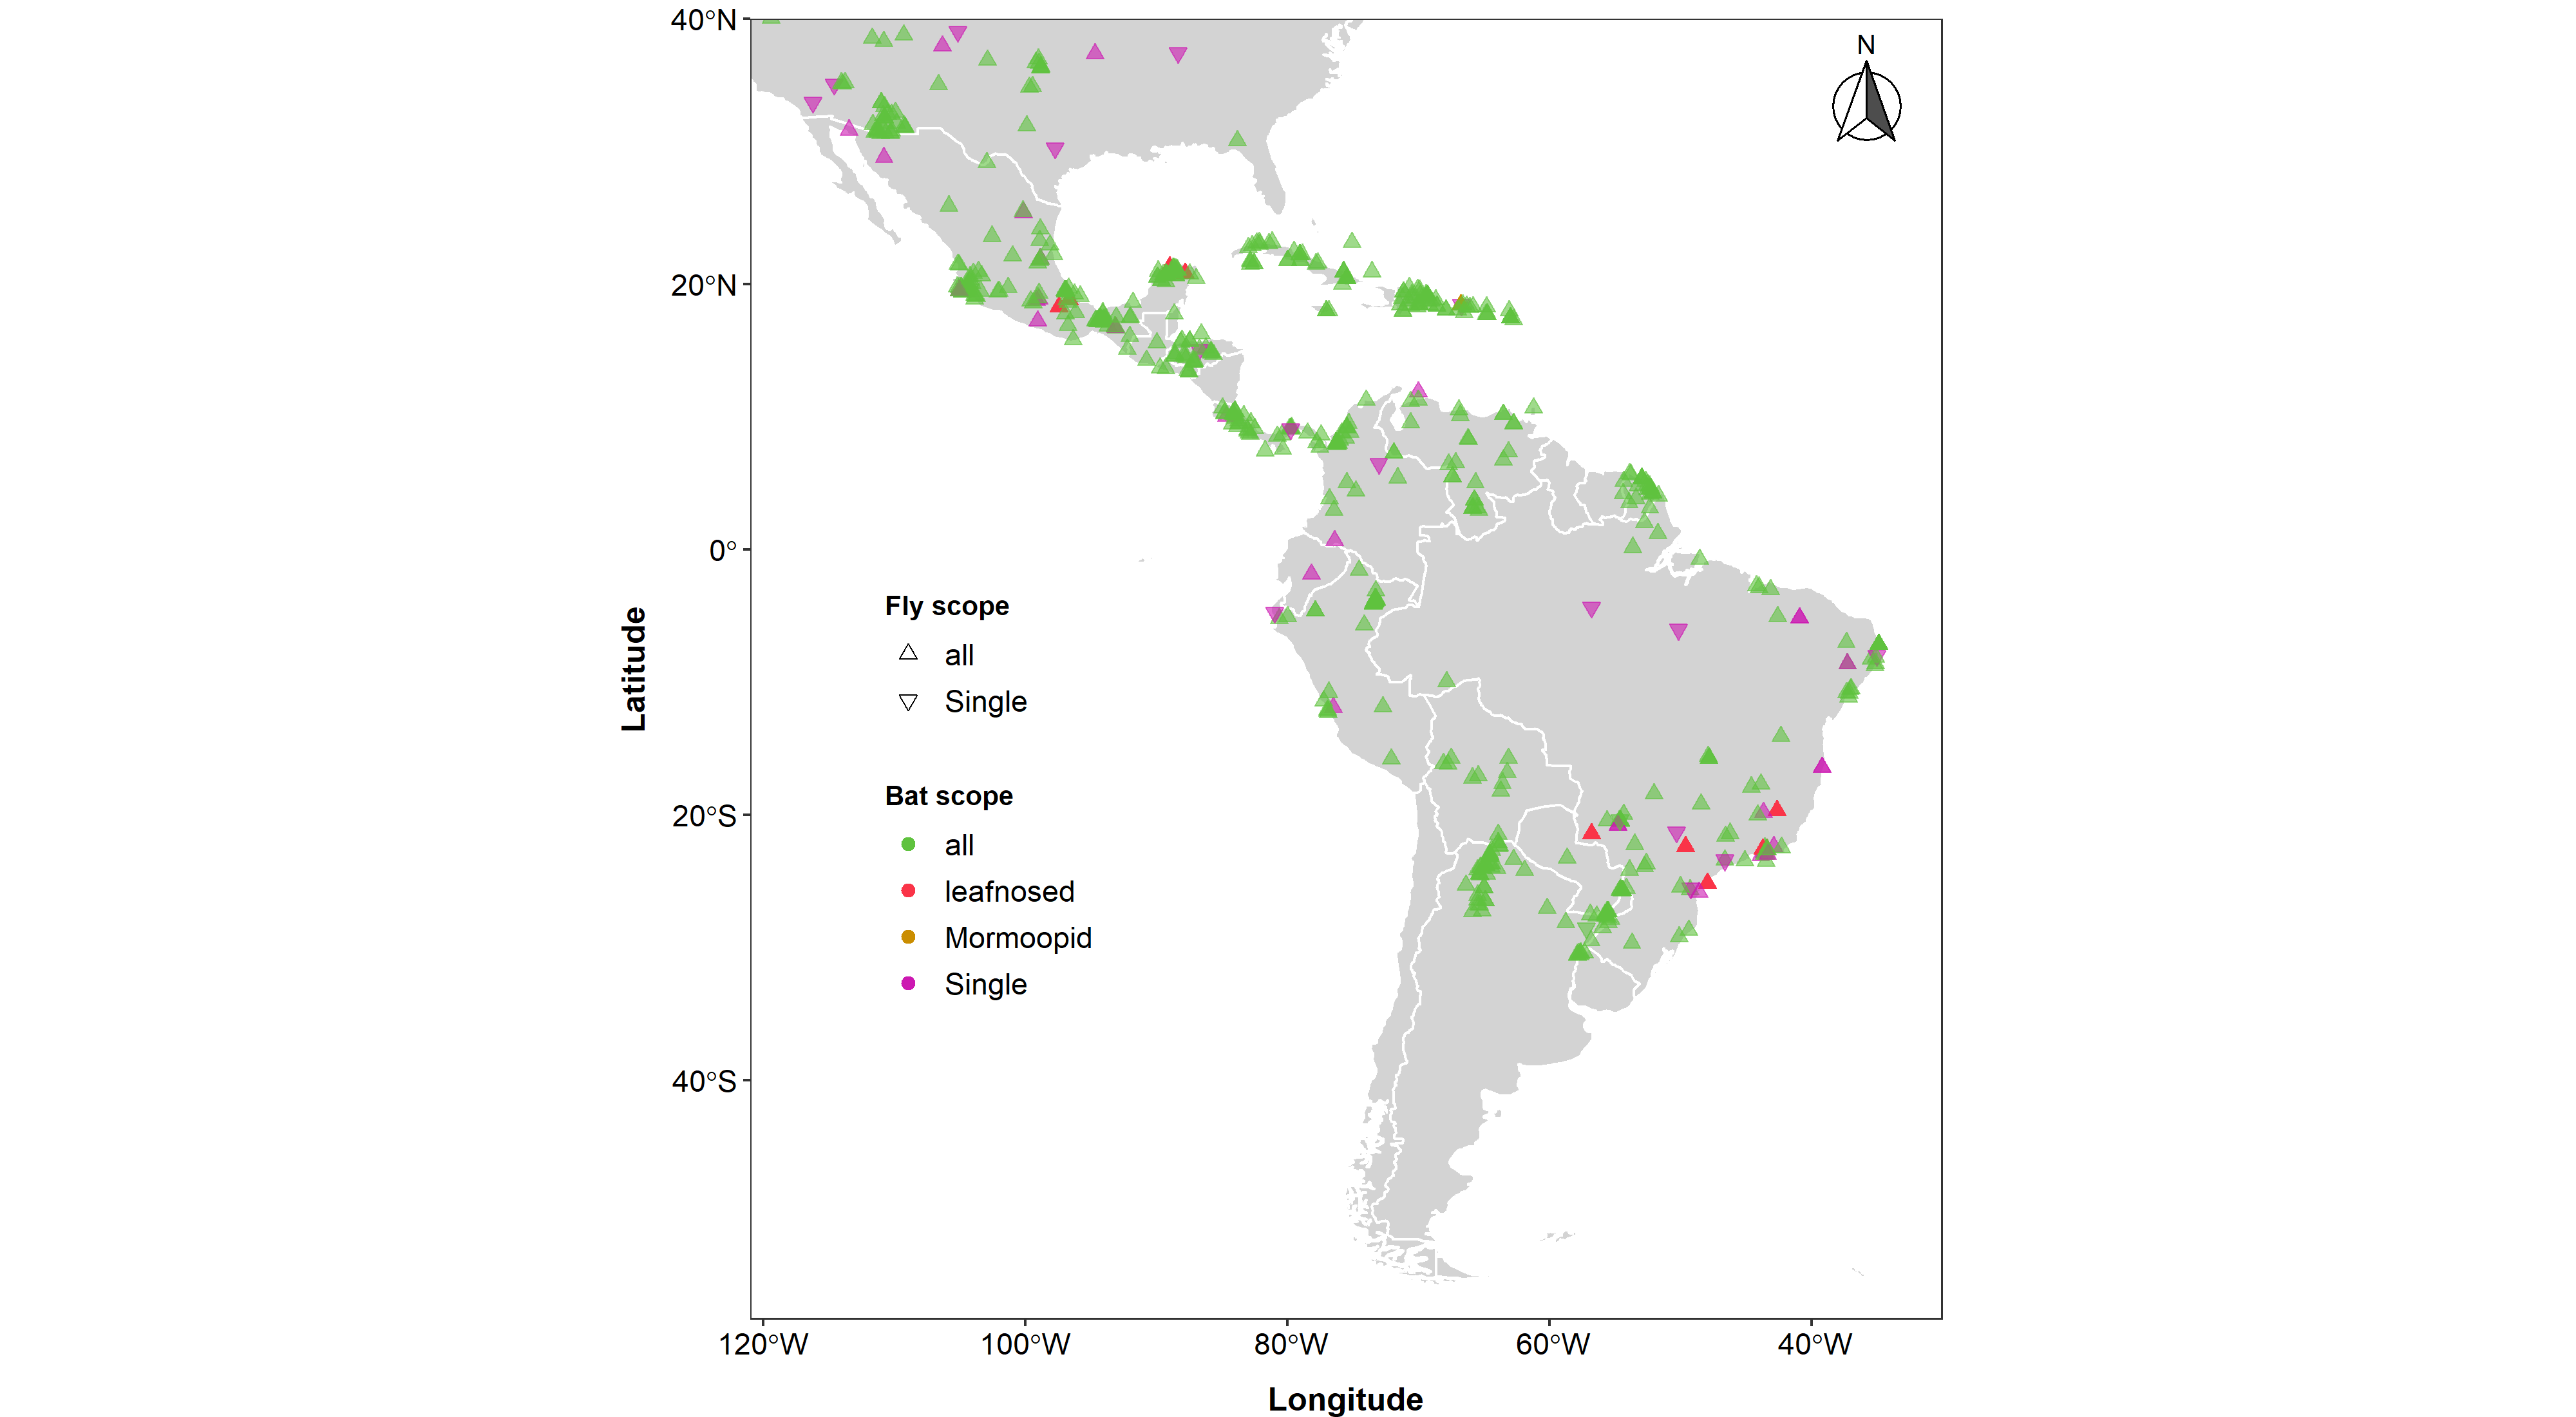 40°N
N
20°N
0°
Fly scope
all
Single
Latitude
Bat scope
20°S
all
leafnosed
Mormoopid
Single
40°S
120°W 100°W 80°W 60°W 40°W
Longitude